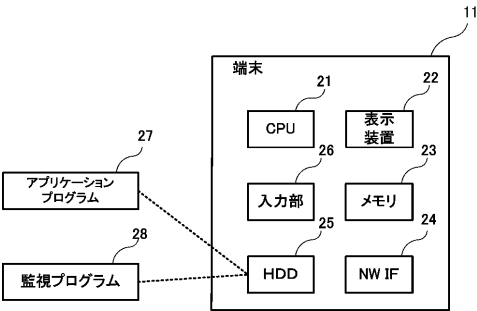 11
端末
21
22
CPU
表示
装置
27
26
23
アプリケーション
プログラム
入力部
メモリ
28
25
24
監視プログラム
HDD
NW IF